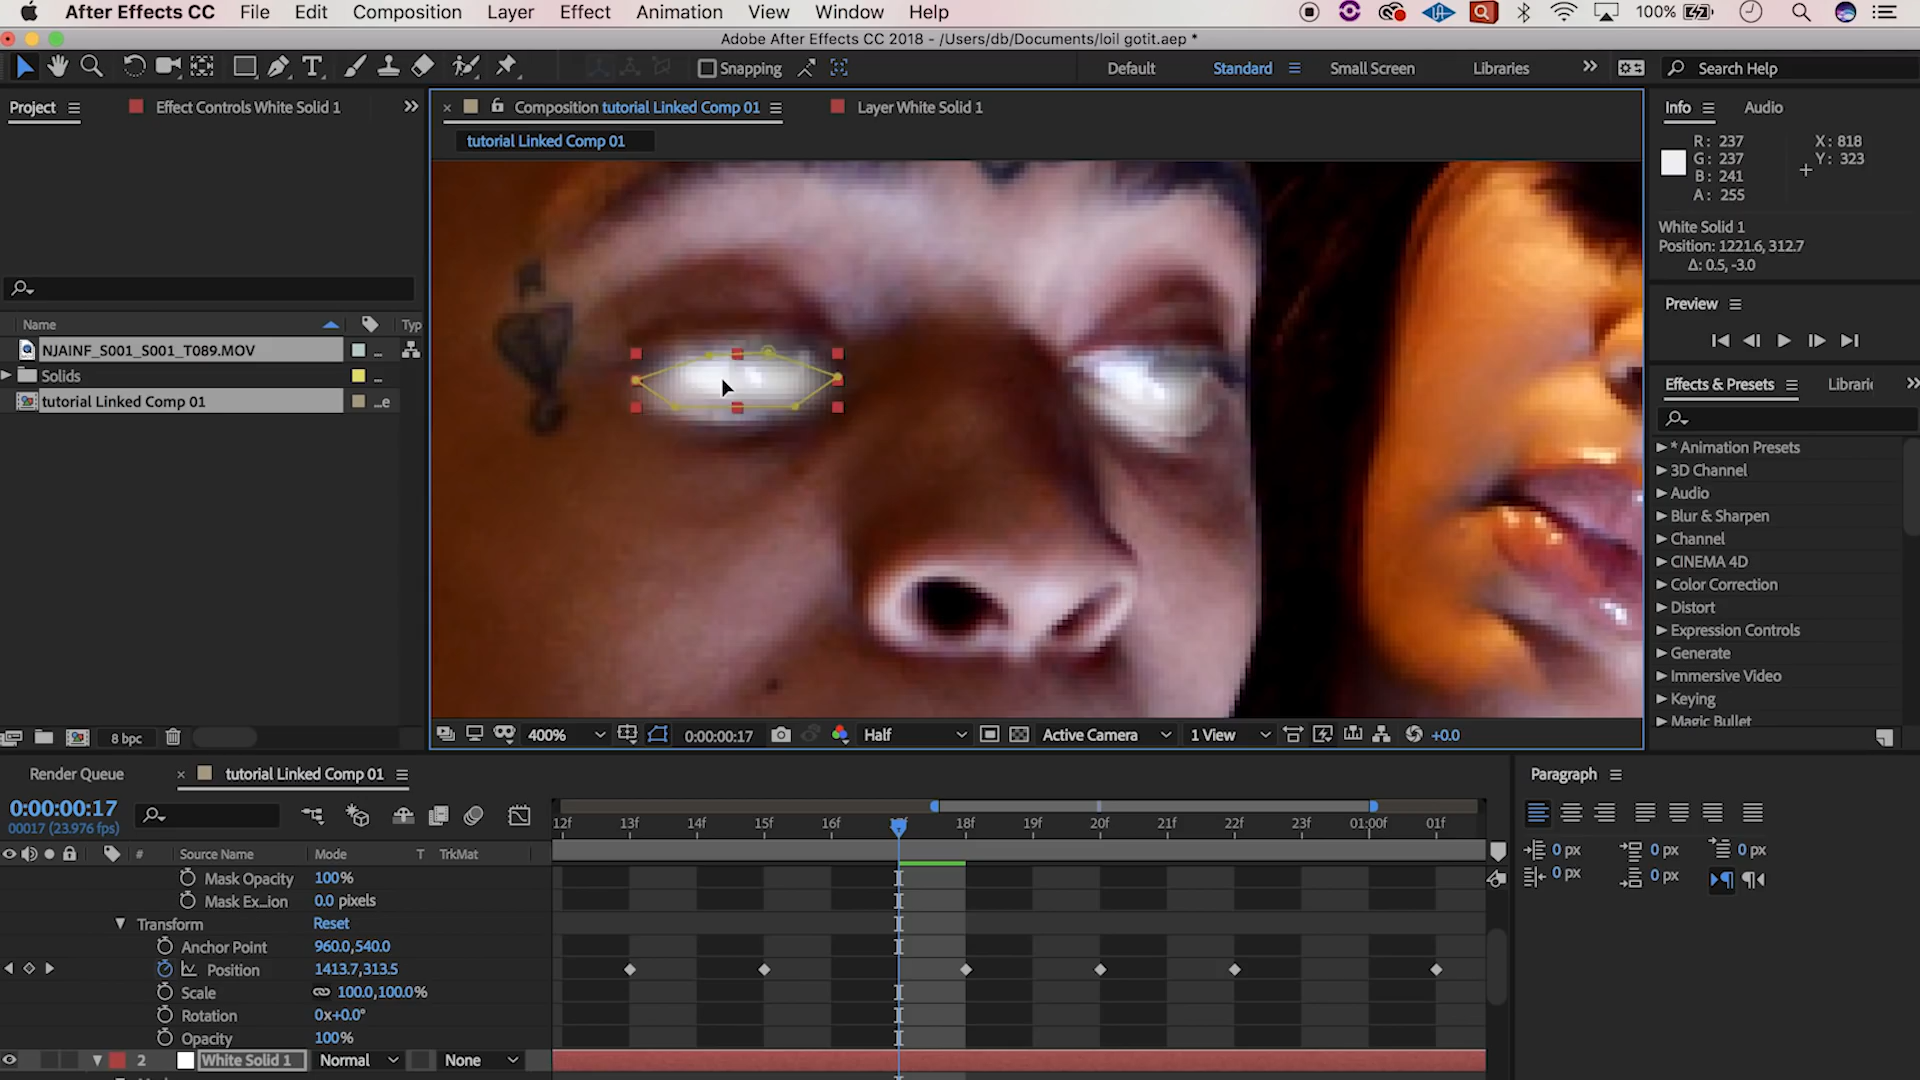 After Effects CC File Edit Composition Layer Effect Animation View Window Help 100%
Adobe After Effects CC 2018 - /Users/db/Documents/loil gotit.aep *
Snapping Default Standard Small Screen Libraries Search Help
Project Effect Controls White Solid 1
Composition tutorial Linked Comp 01 Layer White Solid 1
tutorial Linked Comp 01
Info Audio
R: 237 X: 818
G: 237 Y: 323
B: 241
A: 255
White Solid 1
Position: 1221.6, 312.7
Δ: 0.5, -3.0
Preview
Effects & Presets Librari
* Animation Presets
3D Channel
Audio
Blur & Sharpen
Channel
CINEMA 4D
Color Correction
Distort
Expression Controls
Generate
Immersive Video
Keying
Magic Bullet
Name Typ
NJAINF_S001_S001_T089.MOV ...
Solids ...
tutorial Linked Comp 01 ...e
8 bpc
400% 0:00:00:17 Half Active Camera 1 View +0.0
Render Queue tutorial Linked Comp 01
0:00:00:17
00017 (23.976 fps)
12f 13f 14f 15f 16f 18f 19f 20f 21f 22f 23f 01:00f 01f
# Source Name Mode T TrkMat
Mask Opacity 100%
Mask Ex...ion 0.0 pixels
Transform Reset
Anchor Point 960.0,540.0
Position 1413.7,313.5
Scale 100.0,100.0%
Rotation 0x+0.0°
Opacity 100%
2 White Solid 1 Normal None
Paragraph
0 px 0 px 0 px
0 px 0 px